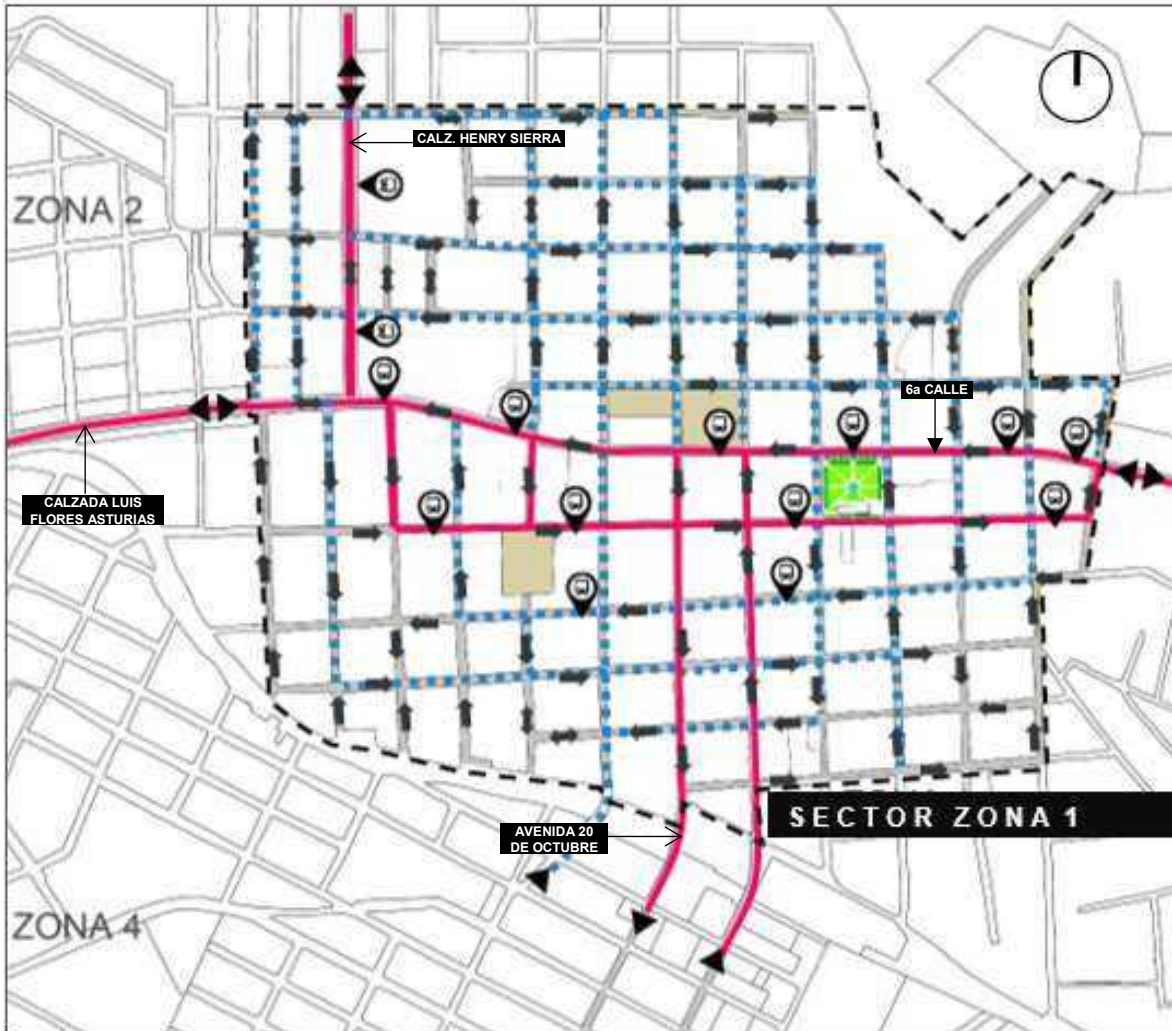 CALZ. HENRY SIERRA
ZONA 2
6a CALLE
CALZADA LUIS
FLORES ASTURIAS
SECTOR ZONA 1
AVENIDA 20
DE OCTUBRE
ZONA 4